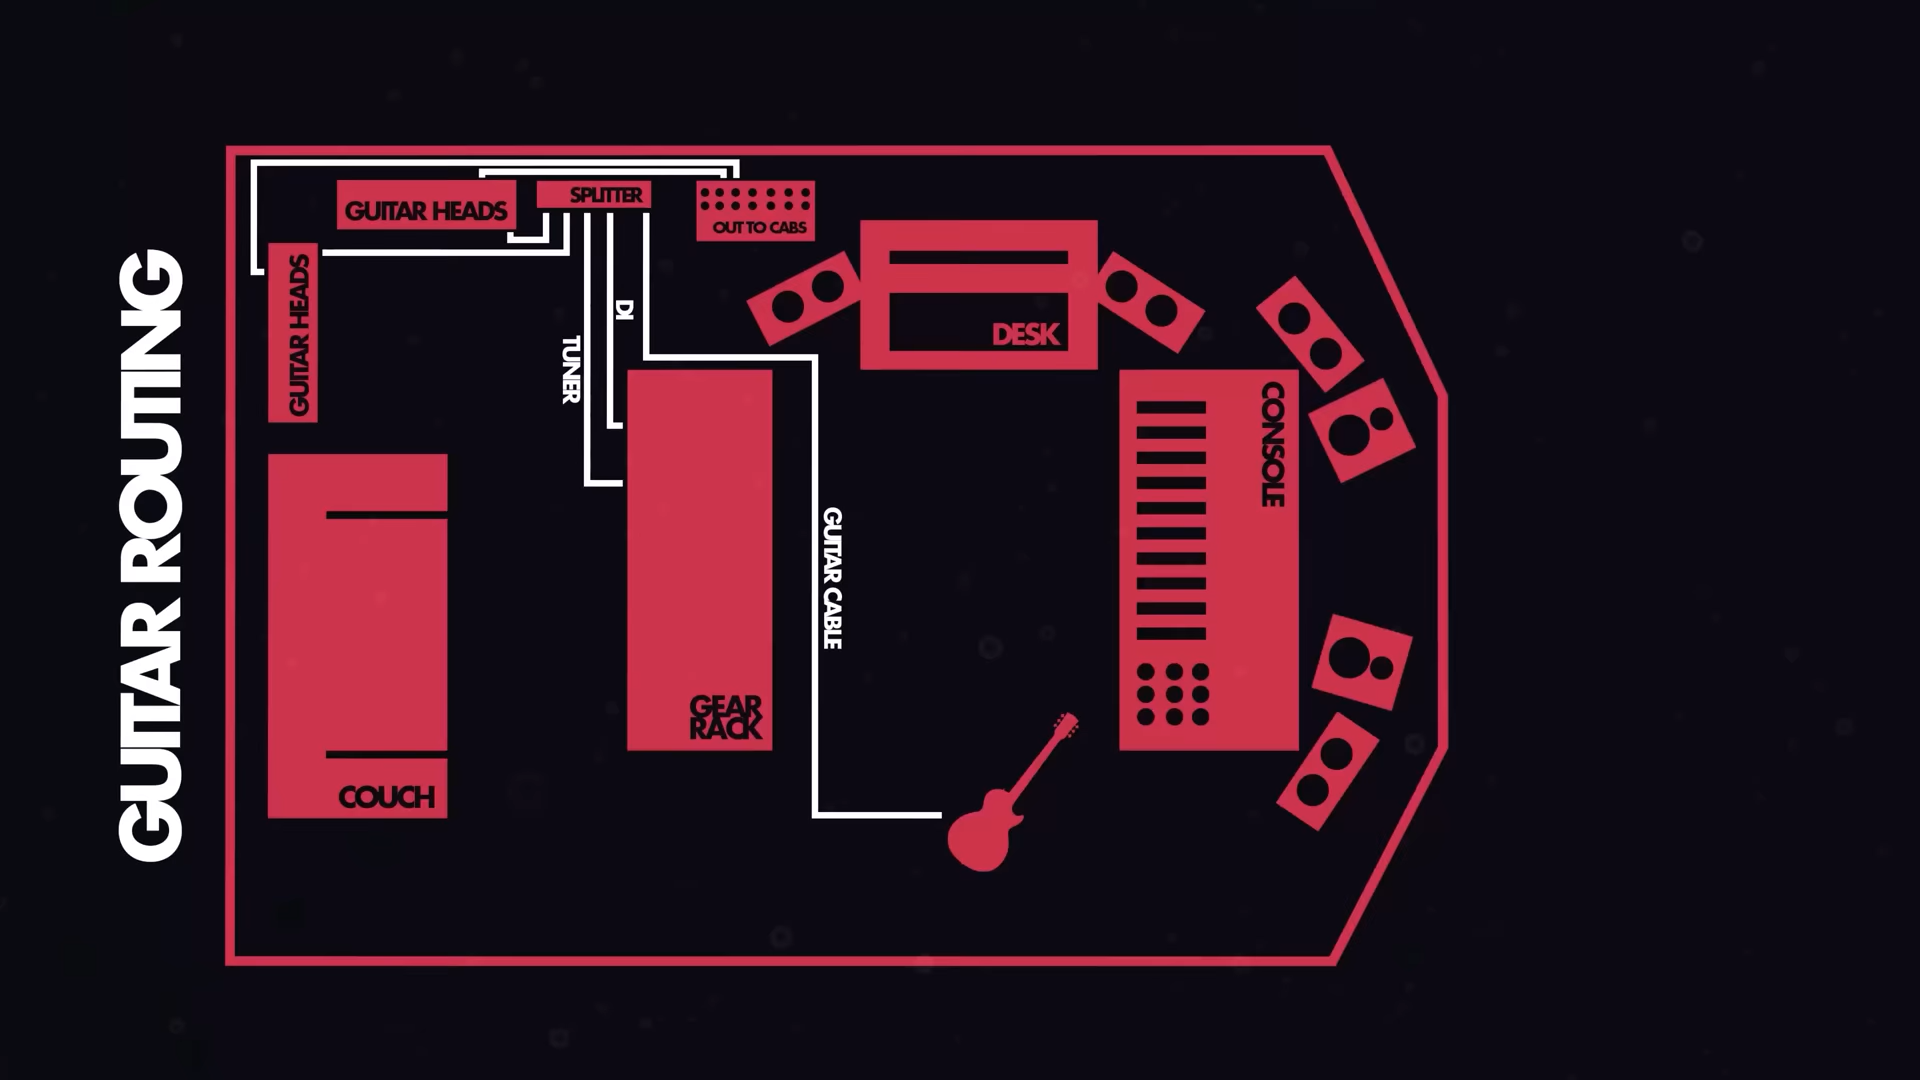 GUITAR ROUTING
GUITAR HEADS
SPLITTER
OUT TO CABS
GUITAR HEADS
DI
TUNER
DESK
CONSOLE
GUITAR CABLE
GEAR
RACK
COUCH